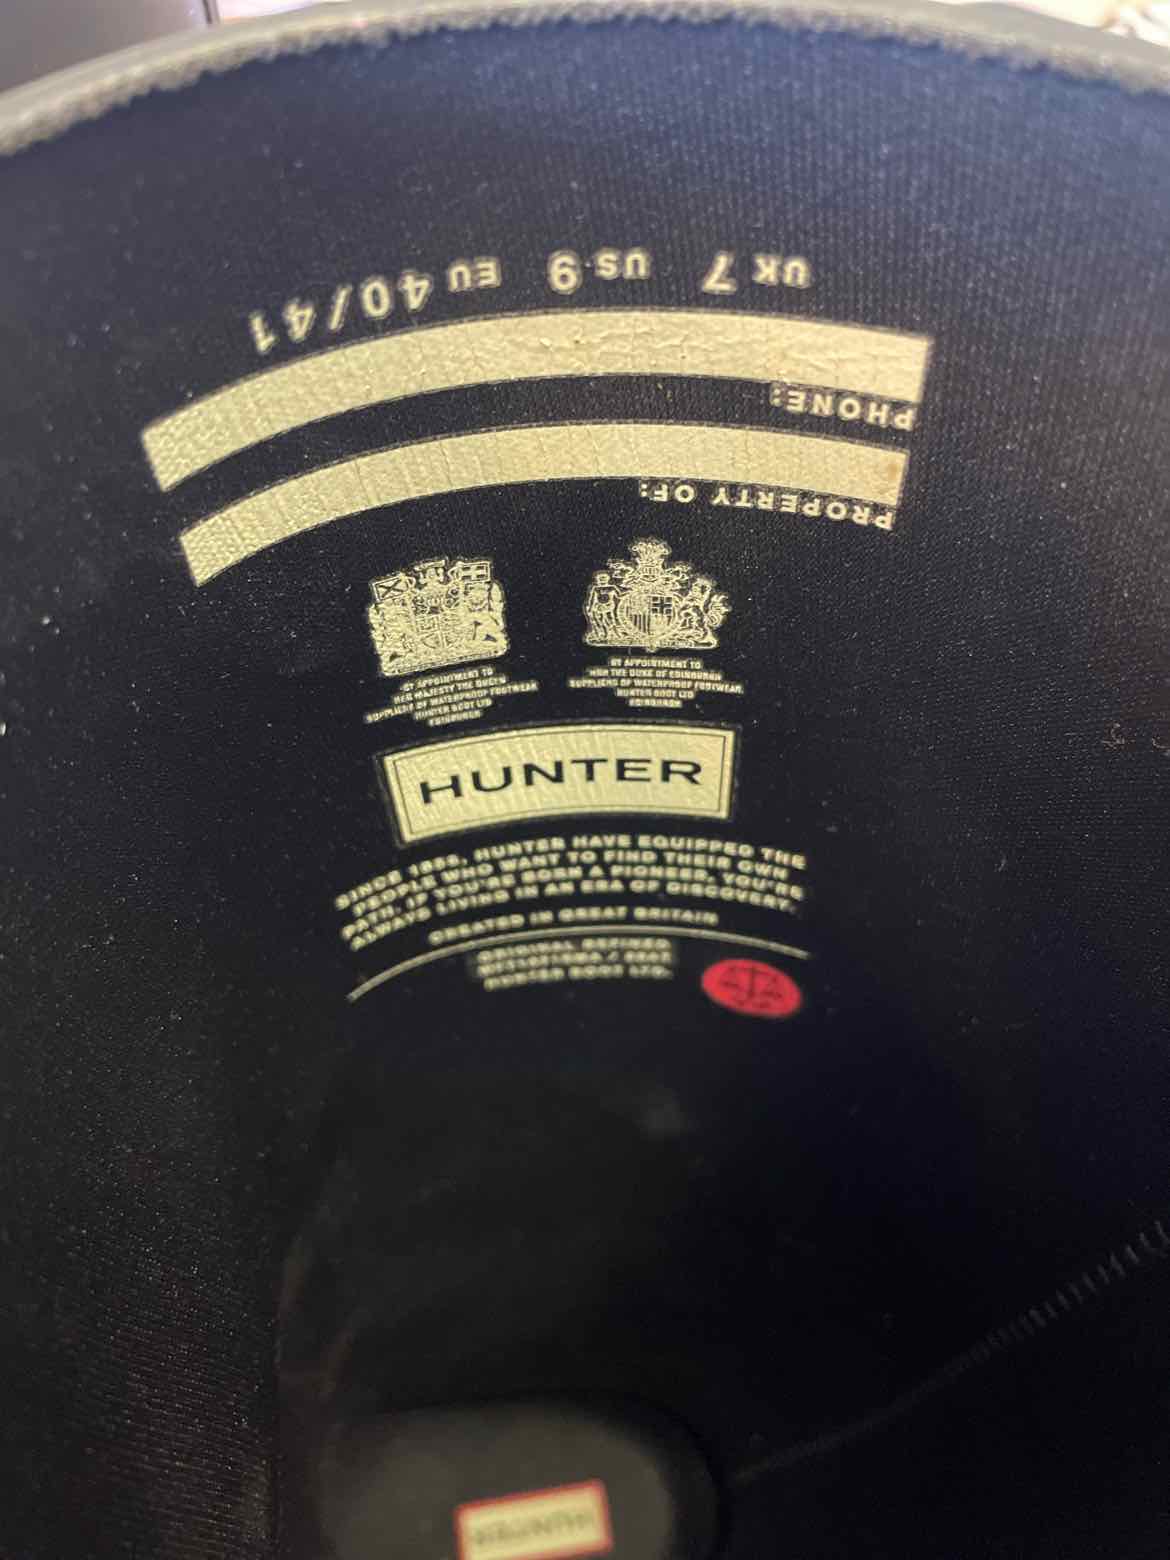 UK 7 US 9 EU 40/41
PHONE:
PROPERTY OF:
BY APPOINTMENT TO
HER MAJESTY THE QUEEN
SUPPLIERS OF WATERPROOF FOOTWEAR
HUNTER BOOT LTD
EDINBURGH
BY APPOINTMENT TO
HRH THE DUKE OF EDINBURGH
SUPPLIERS OF WATERPROOF FOOTWEAR
HUNTER BOOT LTD
EDINBURGH
HUNTER
SINCE 1856, HUNTER HAVE EQUIPPED THE
PEOPLE WHO WANT TO FIND THEIR OWN
PATH. IF YOU'RE BORN A PIONEER, YOU'RE
ALWAYS LIVING IN AN ERA OF DISCOVERY.
CREATED IN GREAT BRITAIN
ORIGINAL REFINED
HUNTER BOOT LTD.
HUNTER